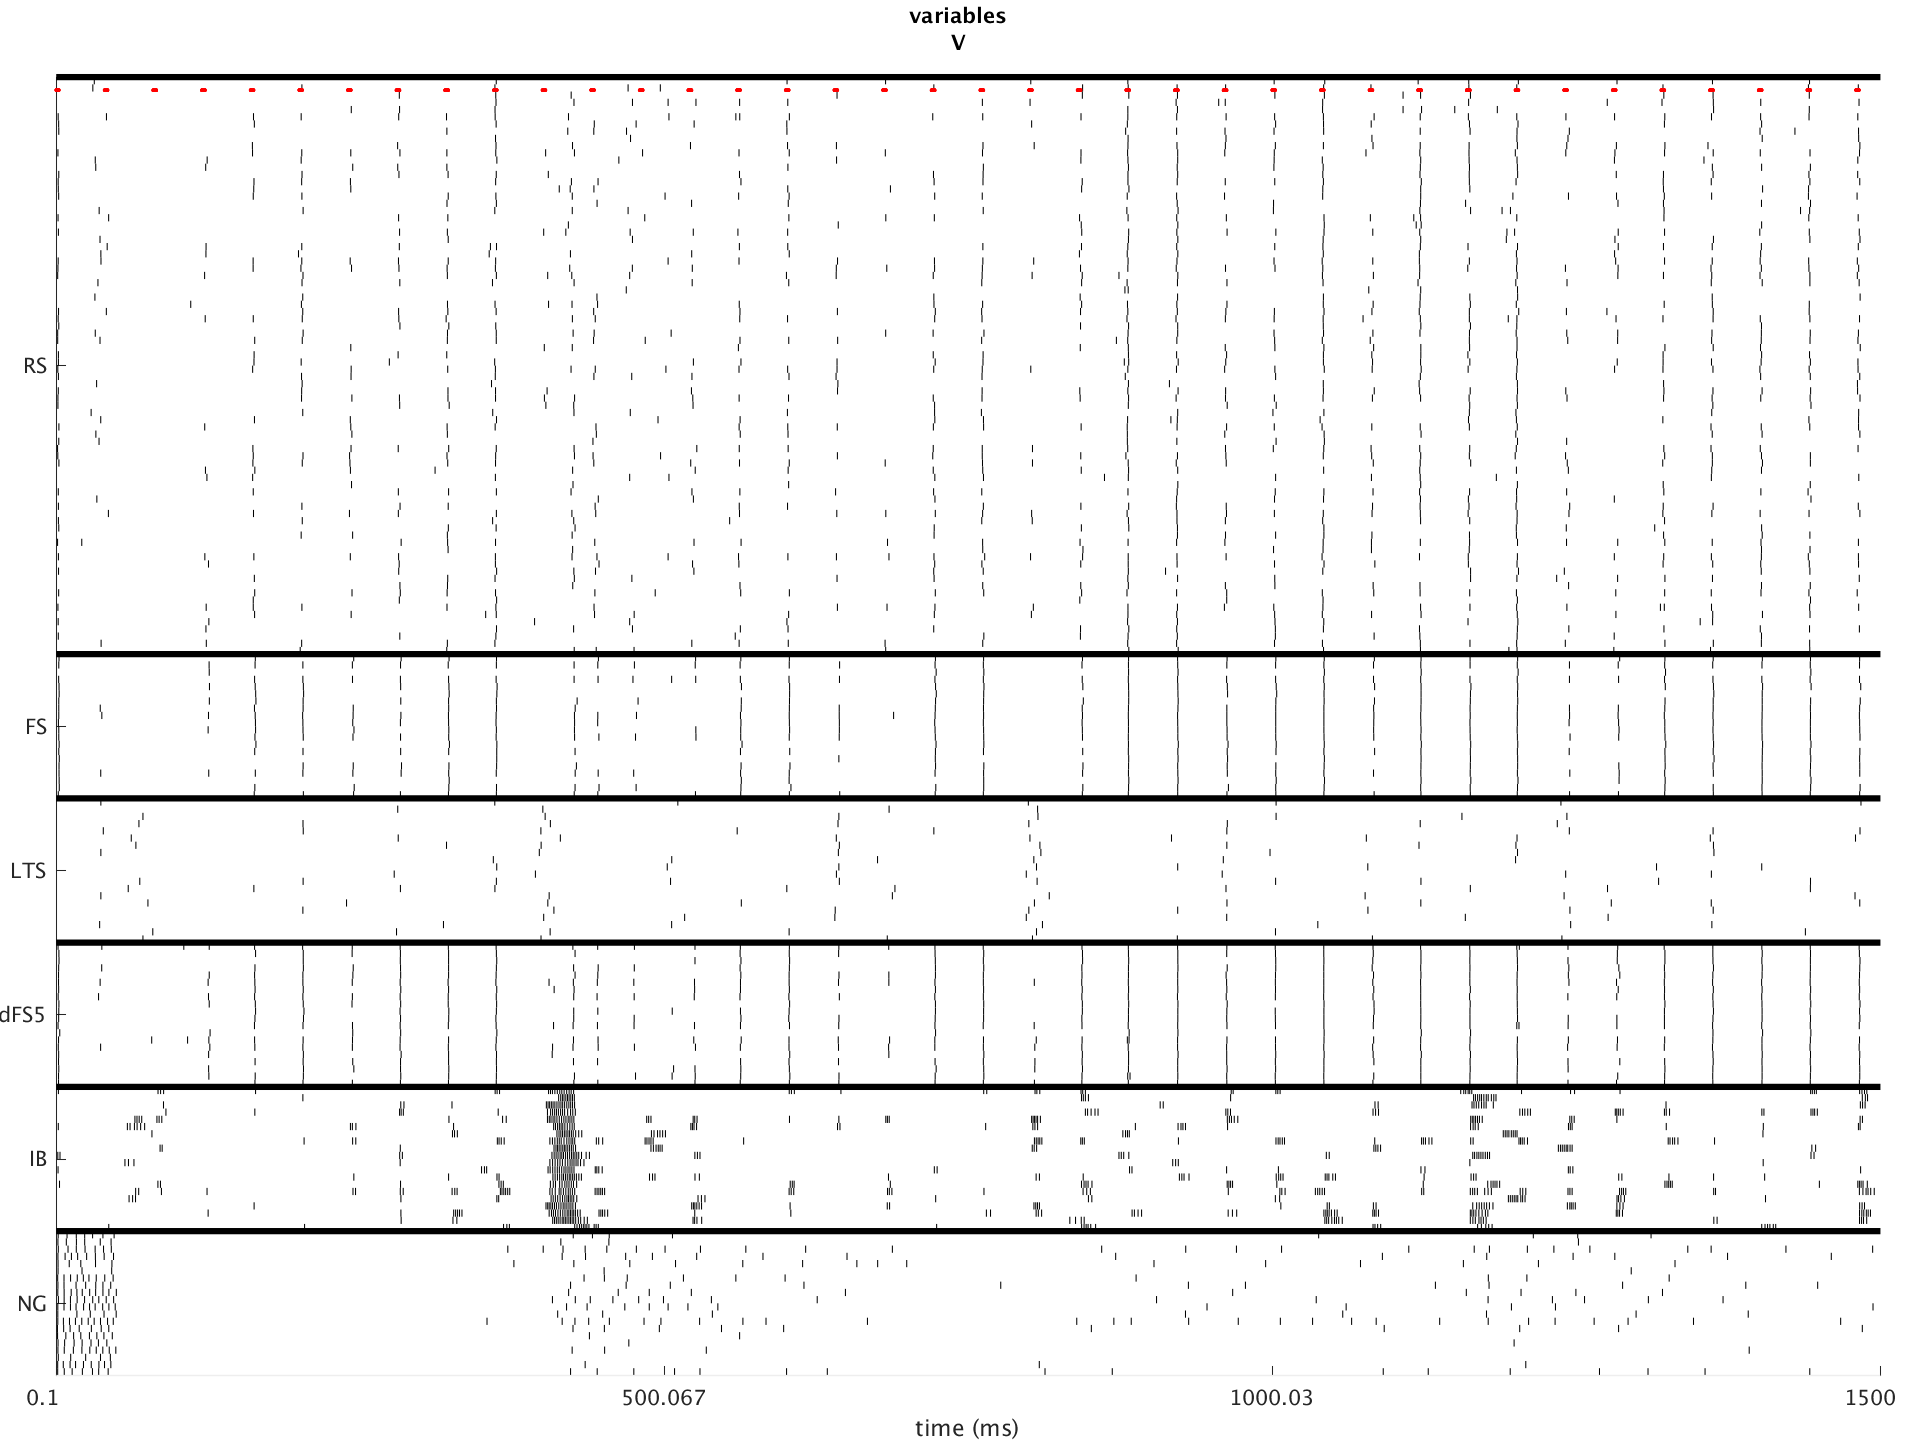 variables
V
RS
FS
LTS
dFS5
IB
NG
0.1
500.067
1000.03
1500
time (ms)